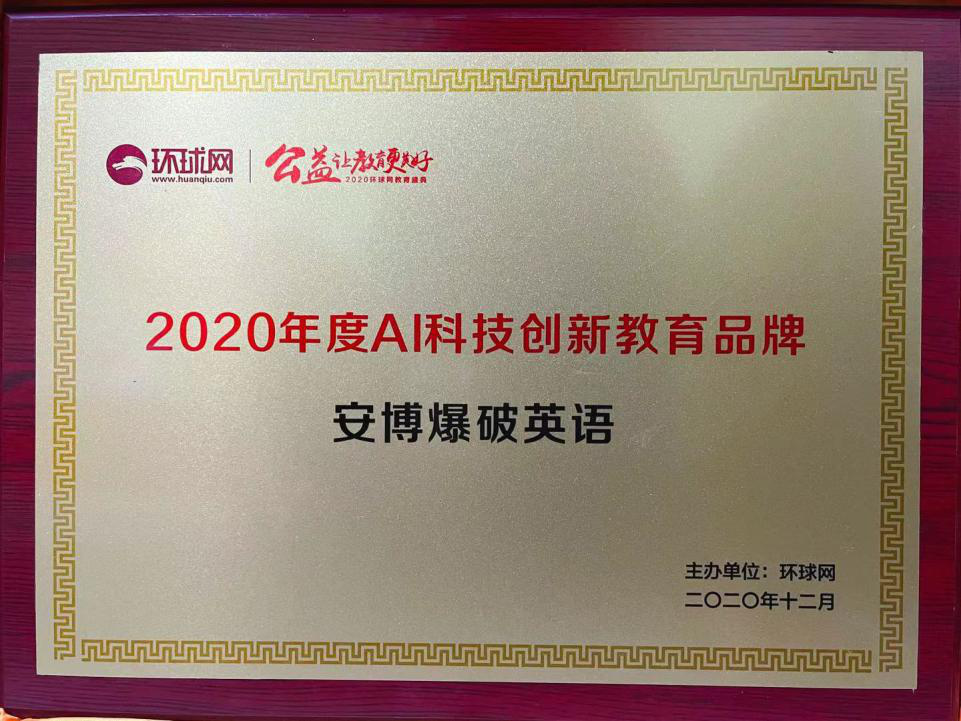 环球网
www.huanqiu.com
公益让教育更美好
2020环球网教育盛典
2020年度AI科技创新教育品牌
安博爆破英语
主办单位：环球网
二〇二〇年十二月